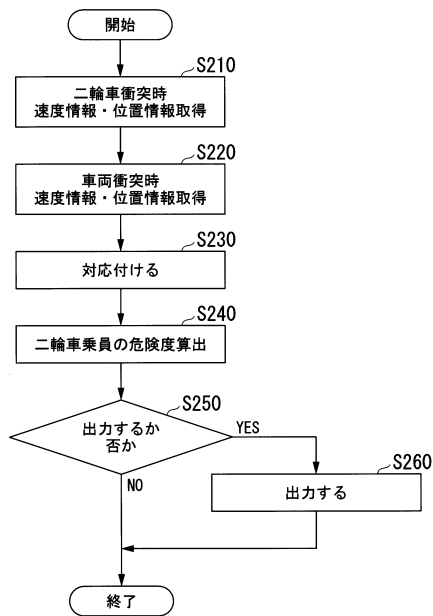 開始
S210
二輪車衝突時
速度情報・位置情報取得
S220
車両衝突時
速度情報・位置情報取得
S230
対応付ける
S240
二輪車乗員の危険度算出
S250
出力するか
否か
YES
NO
S260
出力する
終了